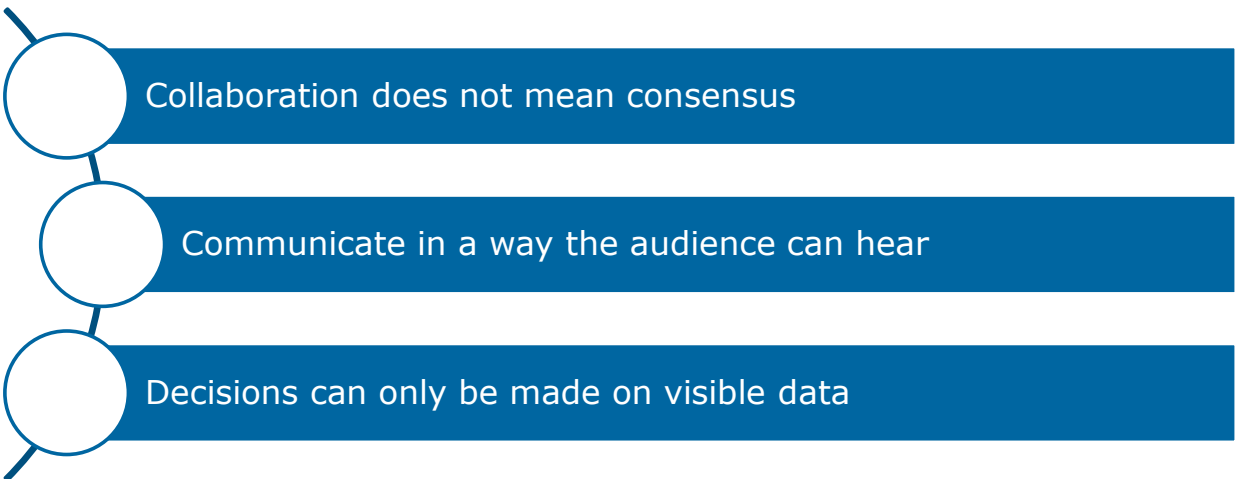 Collaboration does not mean consensus
Communicate in a way the audience can hear
Decisions can only be made on visible data